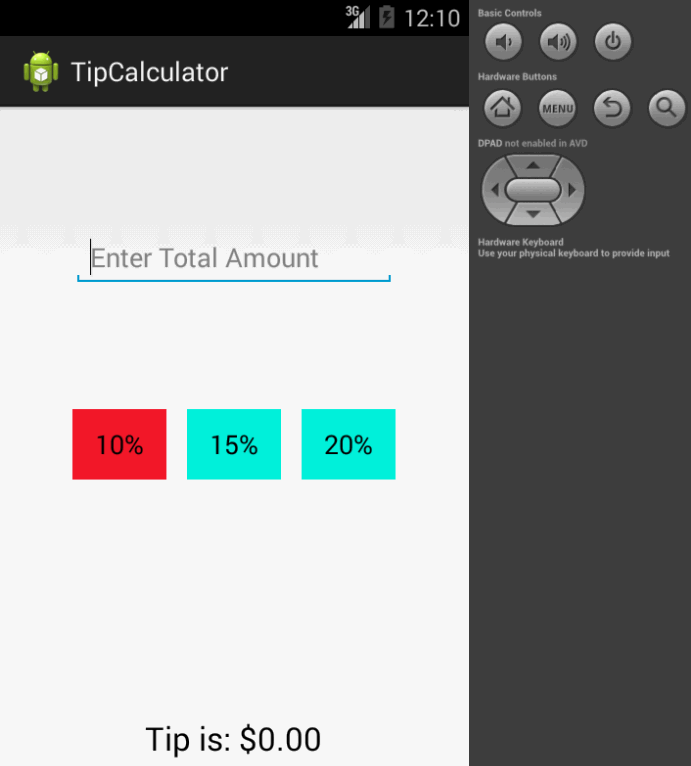 3G 12:10
TipCalculator
Enter Total Amount
10% 15% 20%
Tip is: $0.00
Basic Controls
Hardware Buttons
MENU
DPAD not enabled in AVD
Hardware Keyboard
Use your physical keyboard to provide input